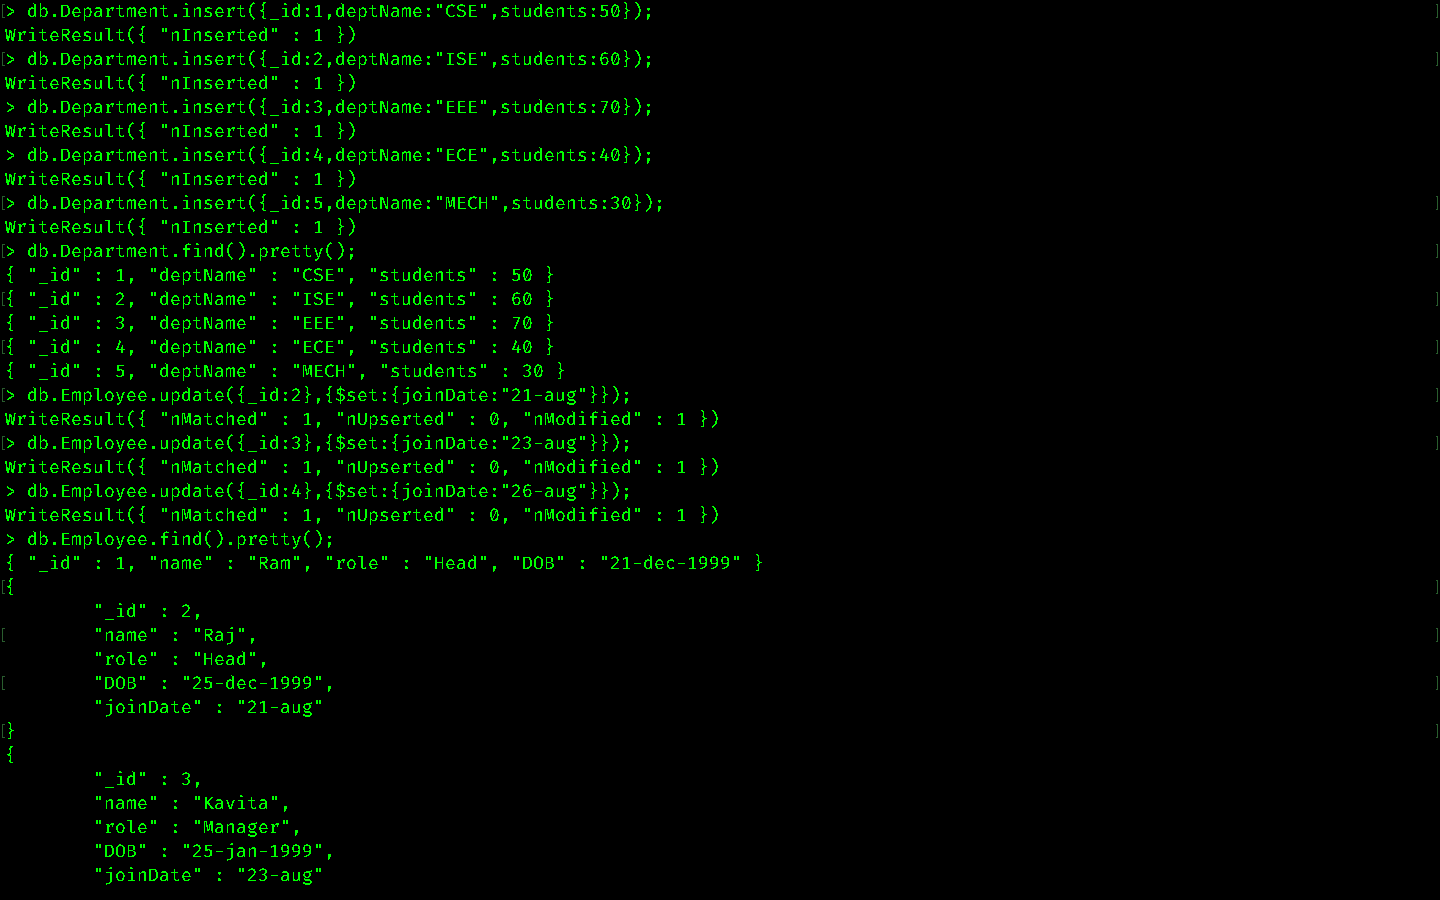 > db.Department.insert({_id:1,deptName:"CSE",students:50});
WriteResult({ "nInserted" : 1 })
> db.Department.insert({_id:2,deptName:"ISE",students:60});
WriteResult({ "nInserted" : 1 })
> db.Department.insert({_id:3,deptName:"EEE",students:70});
WriteResult({ "nInserted" : 1 })
> db.Department.insert({_id:4,deptName:"ECE",students:40});
WriteResult({ "nInserted" : 1 })
> db.Department.insert({_id:5,deptName:"MECH",students:30});
WriteResult({ "nInserted" : 1 })
> db.Department.find().pretty();
{ "_id" : 1, "deptName" : "CSE", "students" : 50 }
{ "_id" : 2, "deptName" : "ISE", "students" : 60 }
{ "_id" : 3, "deptName" : "EEE", "students" : 70 }
{ "_id" : 4, "deptName" : "ECE", "students" : 40 }
{ "_id" : 5, "deptName" : "MECH", "students" : 30 }
> db.Employee.update({_id:2},{$set:{joinDate:"21-aug"}});
WriteResult({ "nMatched" : 1, "nUpserted" : 0, "nModified" : 1 })
> db.Employee.update({_id:3},{$set:{joinDate:"23-aug"}});
WriteResult({ "nMatched" : 1, "nUpserted" : 0, "nModified" : 1 })
> db.Employee.update({_id:4},{$set:{joinDate:"26-aug"}});
WriteResult({ "nMatched" : 1, "nUpserted" : 0, "nModified" : 1 })
> db.Employee.find().pretty();
{ "_id" : 1, "name" : "Ram", "role" : "Head", "DOB" : "21-dec-1999" }
{
        "_id" : 2,
        "name" : "Raj",
        "role" : "Head",
        "DOB" : "25-dec-1999",
        "joinDate" : "21-aug"
}
{
        "_id" : 3,
        "name" : "Kavita",
        "role" : "Manager",
        "DOB" : "25-jan-1999",
        "joinDate" : "23-aug"